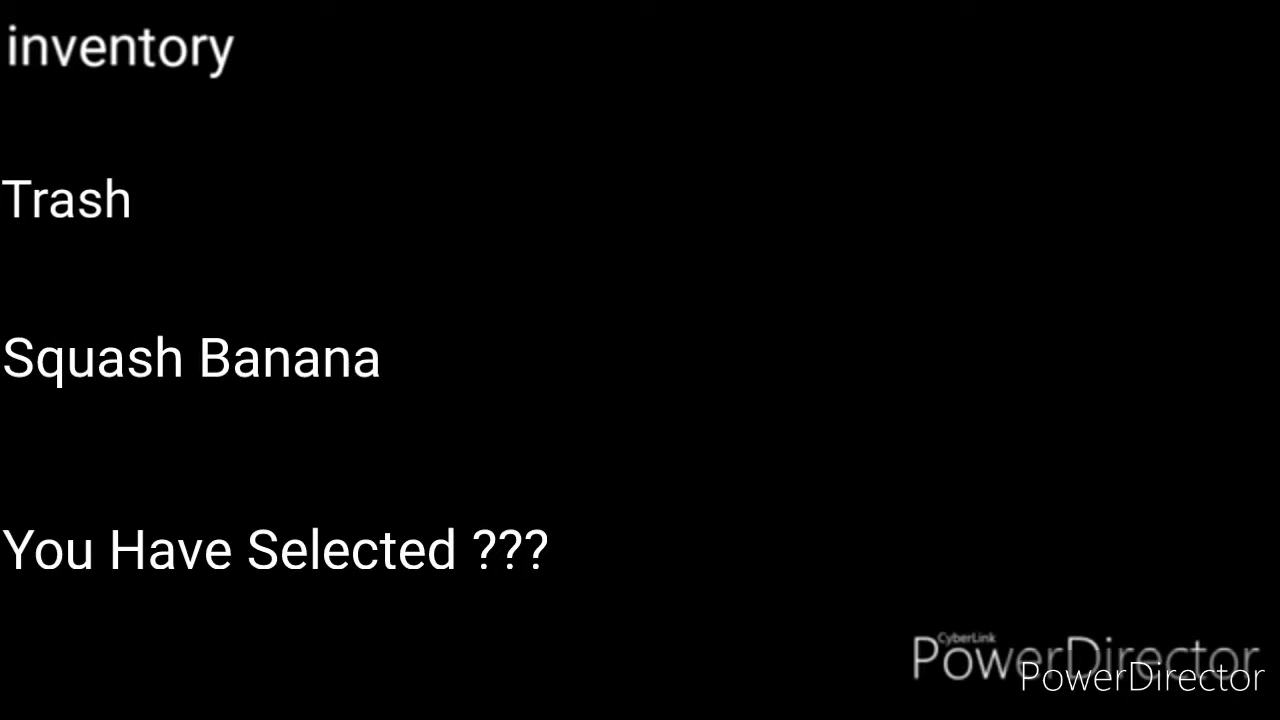 inventory
Trash
Squash Banana
You Have Selected ???
CyberLink
PowerDirector
PowerDirector